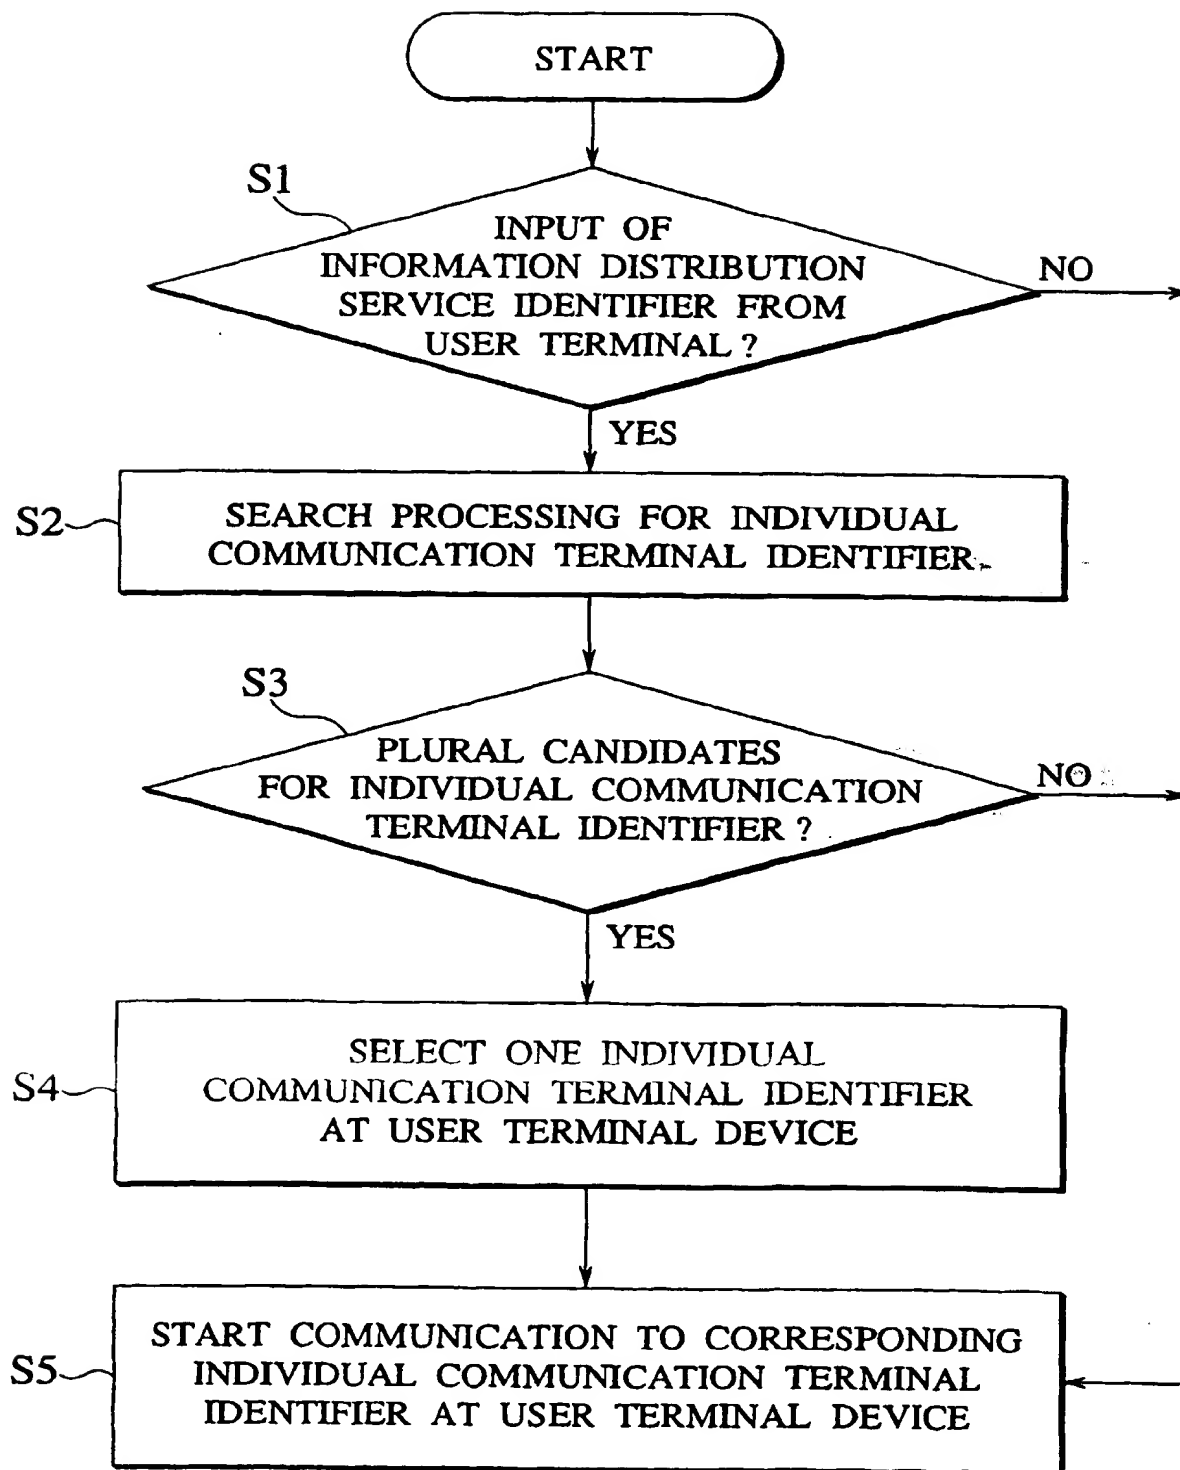 START
S1
INPUT OF
INFORMATION DISTRIBUTION
SERVICE IDENTIFIER FROM
USER TERMINAL ?
NO
YES
S2
SEARCH PROCESSING FOR INDIVIDUAL
COMMUNICATION TERMINAL IDENTIFIER
S3
PLURAL CANDIDATES
FOR INDIVIDUAL COMMUNICATION
TERMINAL IDENTIFIER ?
NO
YES
S4
SELECT ONE INDIVIDUAL
COMMUNICATION TERMINAL IDENTIFIER
AT USER TERMINAL DEVICE
S5
START COMMUNICATION TO CORRESPONDING
INDIVIDUAL COMMUNICATION TERMINAL
IDENTIFIER AT USER TERMINAL DEVICE